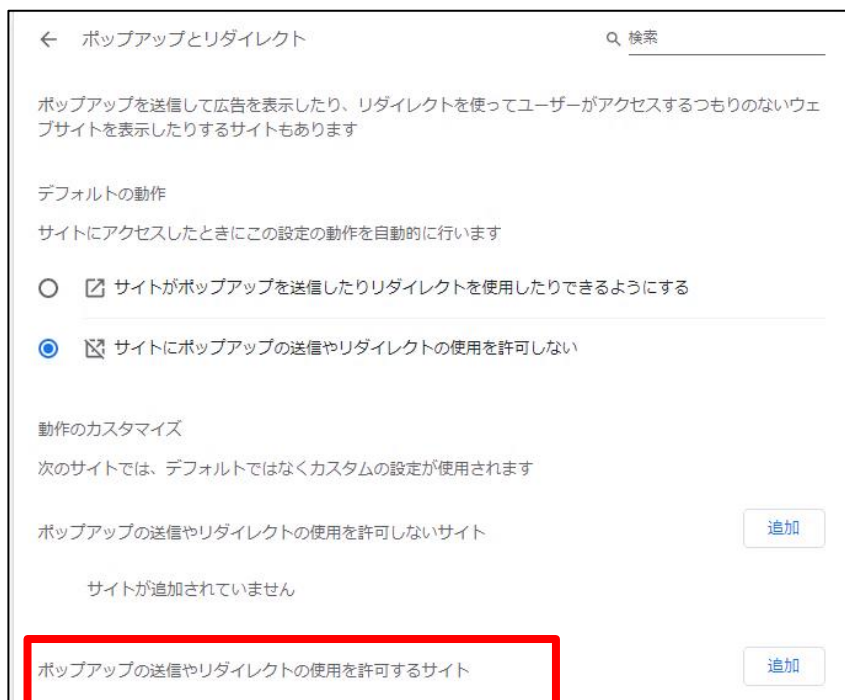 ポップアップとリダイレクト
検索
ポップアップを送信して広告を表示したり、リダイレクトを使ってユーザーがアクセスするつもりのないウェ
ブサイトを表示したりするサイトもあります
デフォルトの動作
サイトにアクセスしたときにこの設定の動作を自動的に行います
サイトがポップアップを送信したりリダイレクトを使用したりできるようにする
サイトにポップアップの送信やリダイレクトの使用を許可しない
動作のカスタマイズ
次のサイトでは、デフォルトではなくカスタムの設定が使用されます
ポップアップの送信やリダイレクトの使用を許可しないサイト
追加
サイトが追加されていません
ポップアップの送信やリダイレクトの使用を許可するサイト
追加